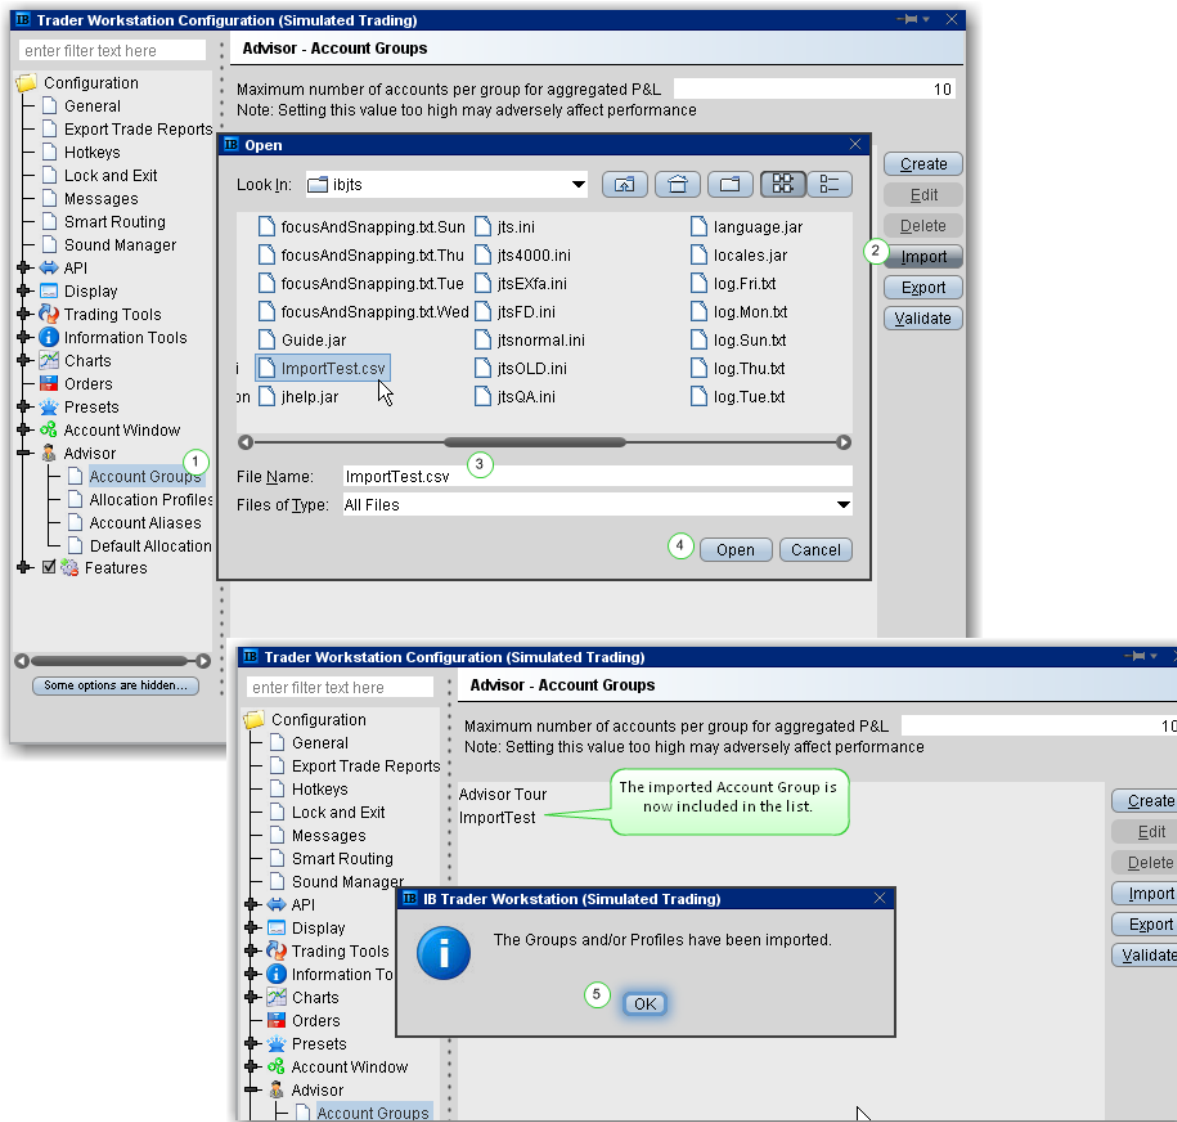 IB Trader Workstation Configuration (Simulated Trading)
enter filter text here
Configuration
General
Export Trade Reports
Hotkeys
Lock and Exit
Messages
Smart Routing
Sound Manager
API
Display
Trading Tools
Information Tools
Charts
Orders
Presets
Account Window
Advisor
1
Account Groups
Allocation Profiles
Account Aliases
Default Allocation
Features
Some options are hidden...
Advisor - Account Groups
Maximum number of accounts per group for aggregated P&L 10
Note: Setting this value too high may adversely affect performance
Create
Edit
Delete
2 Import
Export
Validate
IB Open
Look In: ibjts
focusAndSnapping.txt.Sun jts.ini language.jar
focusAndSnapping.txt.Thu jts4000.ini locales.jar
focusAndSnapping.txt.Tue jtsEXfa.ini log.Fri.txt
focusAndSnapping.txt.Wed jtsFD.ini log.Mon.txt
Guide.jar jtsnormal.ini log.Sun.txt
i ImportTest.csv jtsOLD.ini log.Thu.txt
on jhelp.jar jtsQA.ini log.Tue.txt
3
File Name: ImportTest.csv
Files of Type: All Files
4 Open Cancel
IB Trader Workstation Configuration (Simulated Trading)
enter filter text here
Configuration
General
Export Trade Reports
Hotkeys
Lock and Exit
Messages
Smart Routing
Sound Manager
API
Display
Trading Tools
Information To
Charts
Orders
Presets
Account Window
Advisor
Account Groups
Advisor - Account Groups
Maximum number of accounts per group for aggregated P&L 10
Note: Setting this value too high may adversely affect performance
Advisor Tour
ImportTest
The imported Account Group is
now included in the list.
Create
Edit
Delete
Import
Export
Validate
IB IB Trader Workstation (Simulated Trading)
i The Groups and/or Profiles have been imported.
5 OK